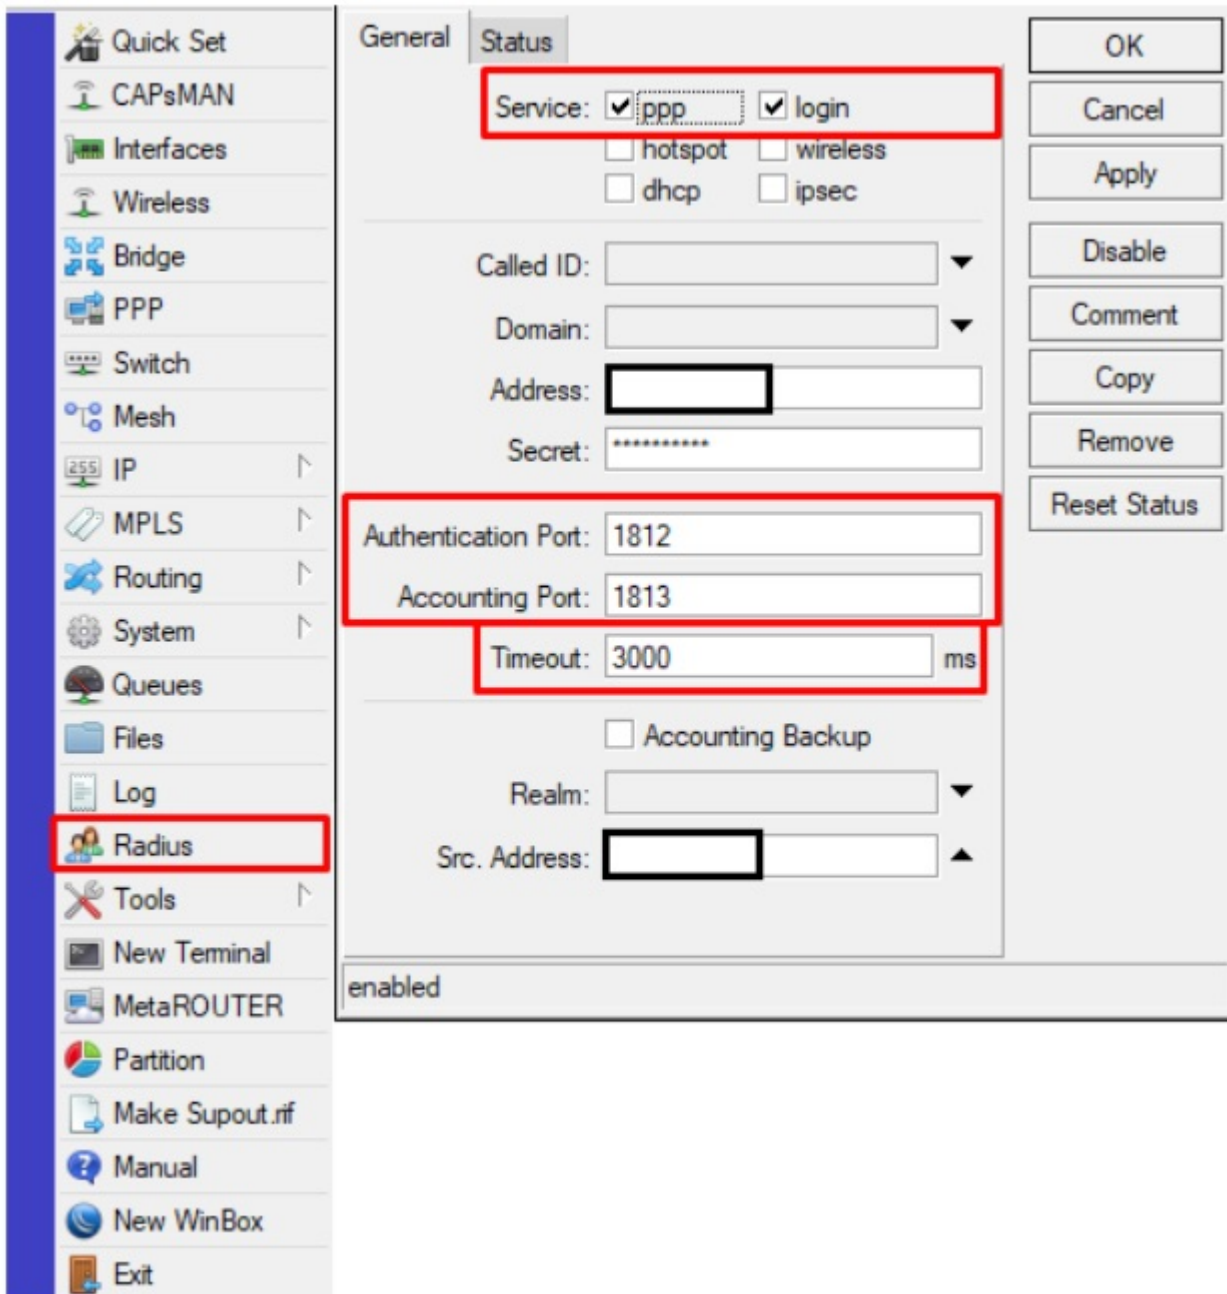 Quick Set
CAPsMAN
Interfaces
Wireless
Bridge
PPP
Switch
Mesh
255 IP
MPLS
Routing
System
Queues
Files
Log
Radius
Tools
New Terminal
MetaROUTER
Partition
Make Supout.rif
Manual
New WinBox
Exit
General Status
Service: ppp login
hotspot wireless
dhcp ipsec
Called ID:
Domain:
Address:
Secret: **********
Authentication Port: 1812
Accounting Port: 1813
Timeout: 3000 ms
Accounting Backup
Realm:
Src. Address:
enabled
OK
Cancel
Apply
Disable
Comment
Copy
Remove
Reset Status